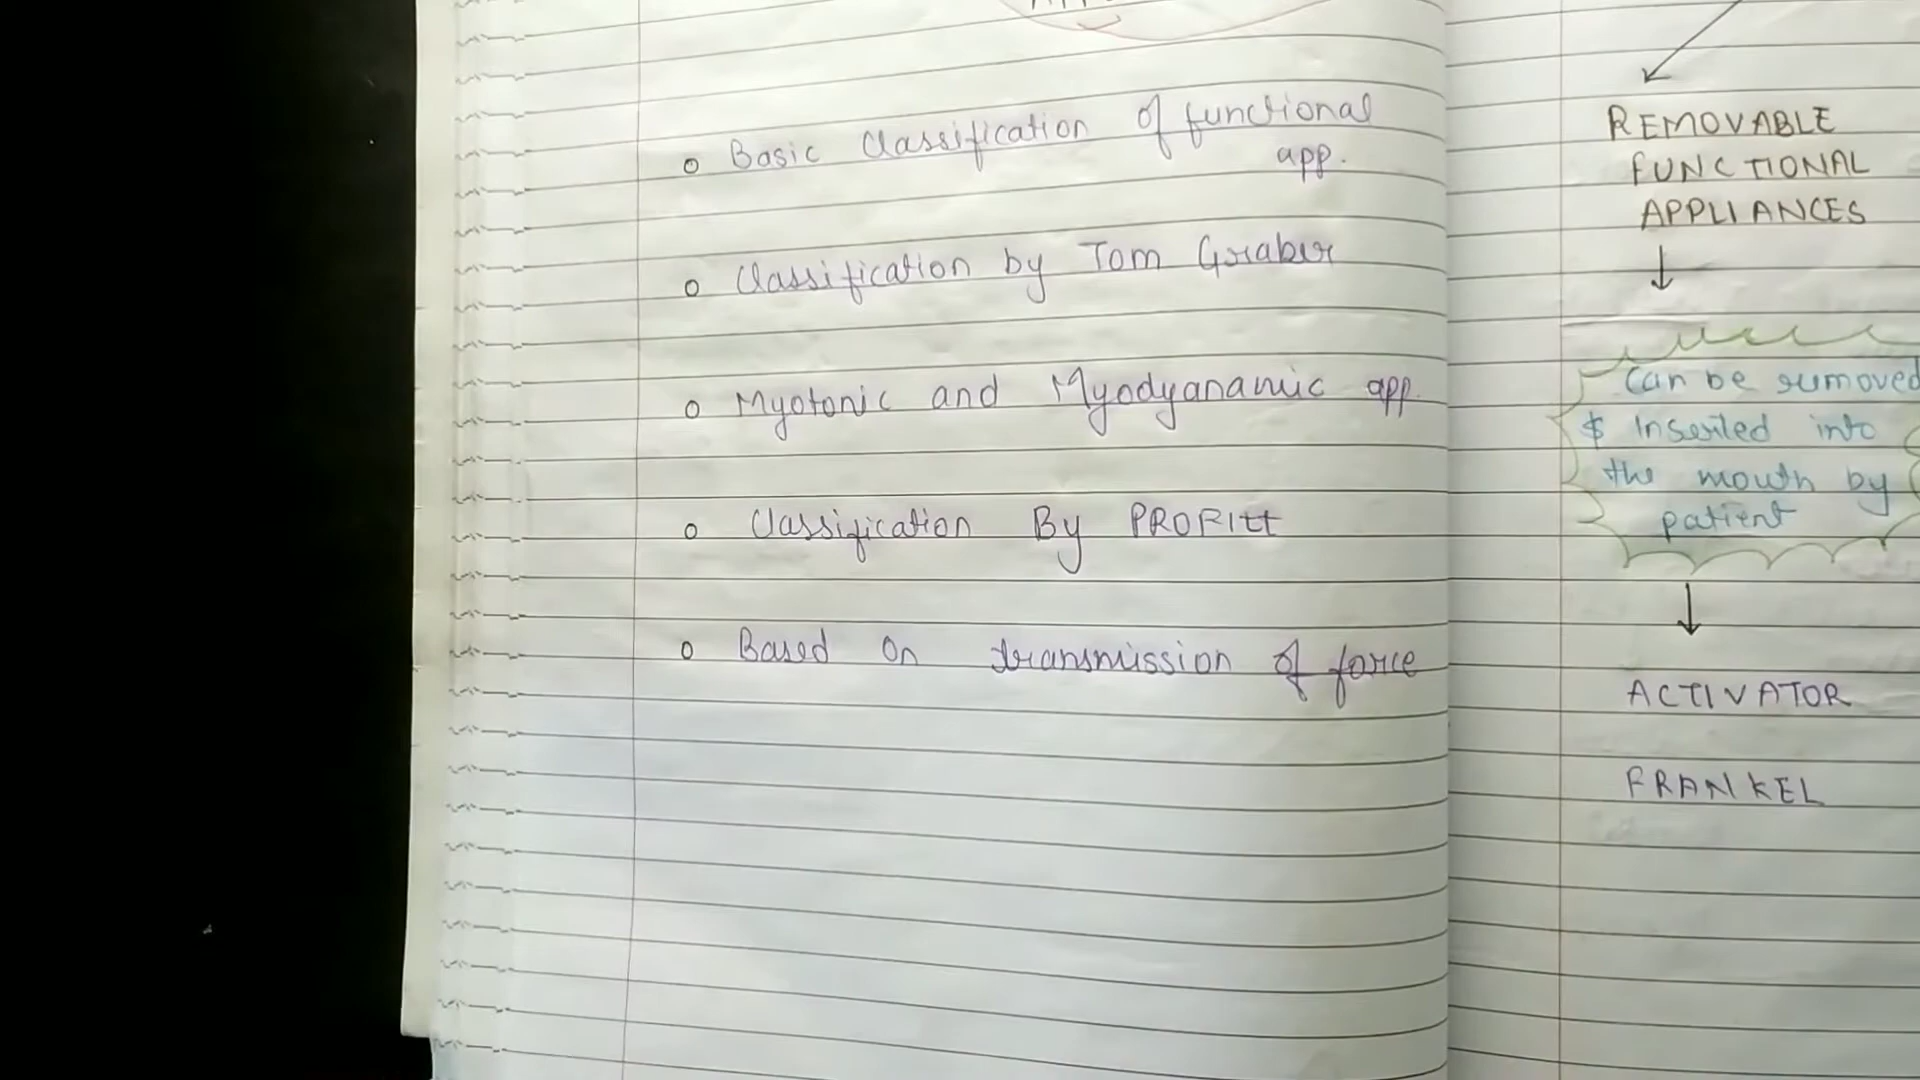 o Basic Classification of functional
app.
o Classification by Tom Graber
o Myotonic and Myodyanamic app.
o Classification By PROFItt
o Based On transmission of force
REMOVABLE
FUNCTIONAL
APPLIANCES
Can be removed
$ Inserted into
the mouth by
patient
ACTIVATOR
FRANKEL